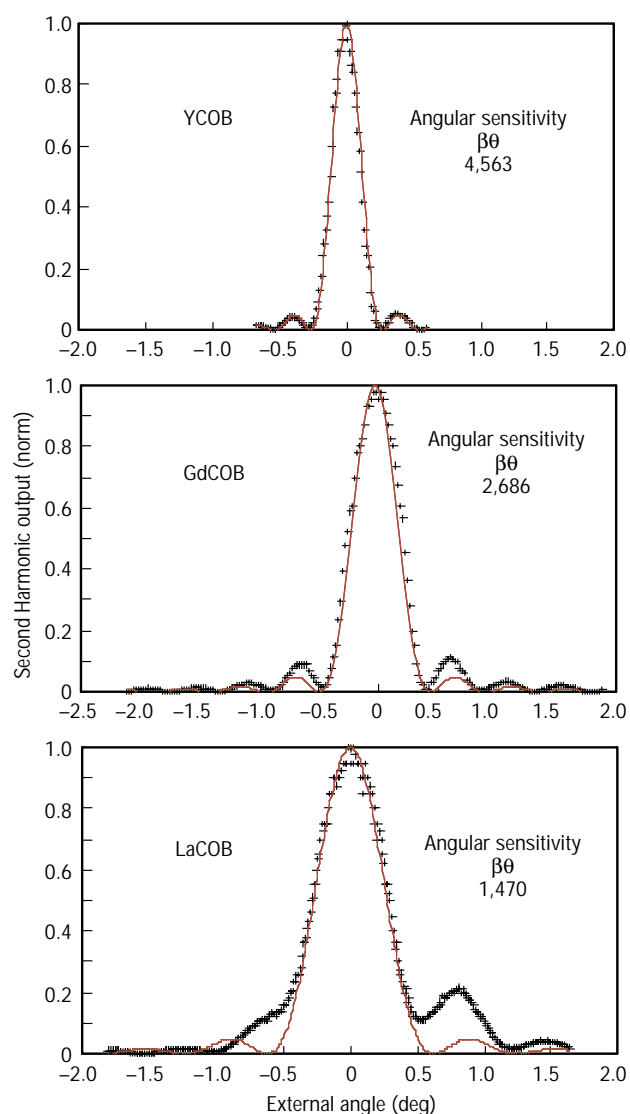 1.0
0.8
0.6
0.4
0.2
0
YCOB
Angular sensitivity
βθ
4,563
−2.0 −1.5 −1.0 −0.5 0 0.5 1.0 1.5 2.0
1.0
0.8
0.6
0.4
0.2
0
GdCOB
Angular sensitivity
βθ
2,686
−2.5 −2.0 −1.5 −1.0 −0.5 0 0.5 1.0 1.5 2.0
Second Harmonic output (norm)
1.0
0.8
0.6
0.4
0.2
0
LaCOB
Angular sensitivity
βθ
1,470
−2.0 −1.5 −1.0 −0.5 0 0.5 1.0 1.5 2.0
External angle (deg)